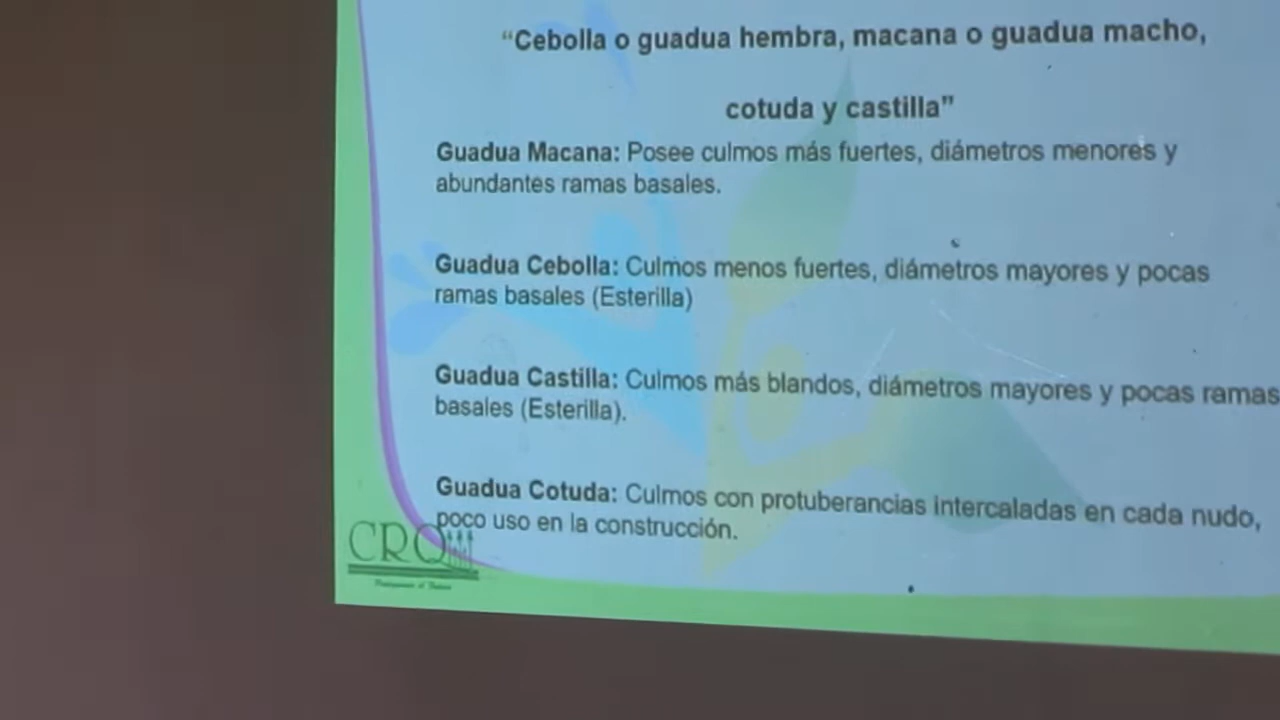 “Cebolla o guadua hembra, macana o guadua macho,
cotuda y castilla”
Guadua Macana: Posee culmos más fuertes, diámetros menores y
abundantes ramas basales.
Guadua Cebolla: Culmos menos fuertes, diámetros mayores y pocas
ramas basales (Esterilla)
Guadua Castilla: Culmos más blandos, diámetros mayores y pocas ramas
basales (Esterilla).
Guadua Cotuda: Culmos con protuberancias intercaladas en cada nudo,
poco uso en la construcción.
CRQ